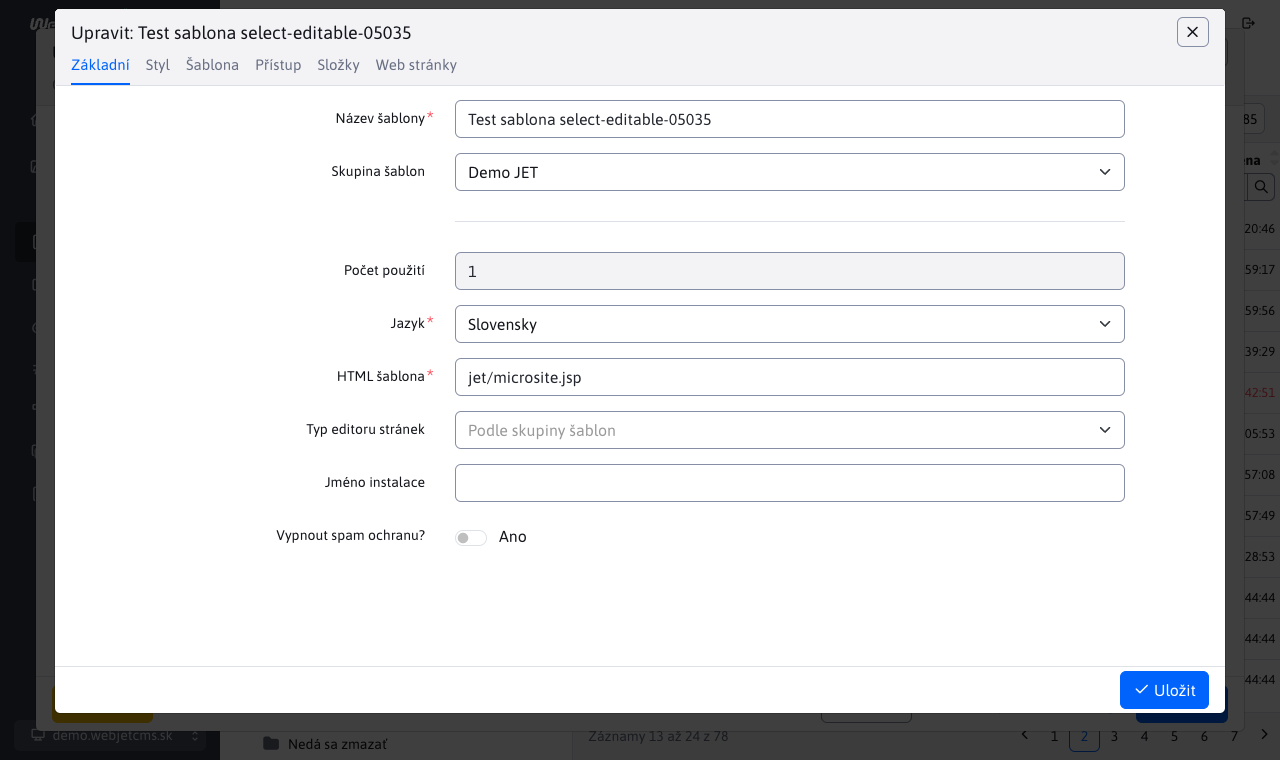 Upravit: Test sablona select-editable-05035
Základní Styl Šablona Přístup Složky Web stránky
Název šablony* Test sablona select-editable-05035
Skupina šablon Demo JET
Počet použití 1
Jazyk* Slovensky
HTML šablona* jet/microsite.jsp
Typ editoru stránek Podle skupiny šablon
Jméno instalace
Vypnout spam ochranu? Ano
Uložit
85
ena
20:46
59:17
59:56
39:29
42:51
05:53
57:08
57:49
28:53
44:44
44:44
44:44
demo.webjetcms.sk
Nedá sa zmazať
Záznamy 13 až 24 z 78
1 2 3 4 5 6 7